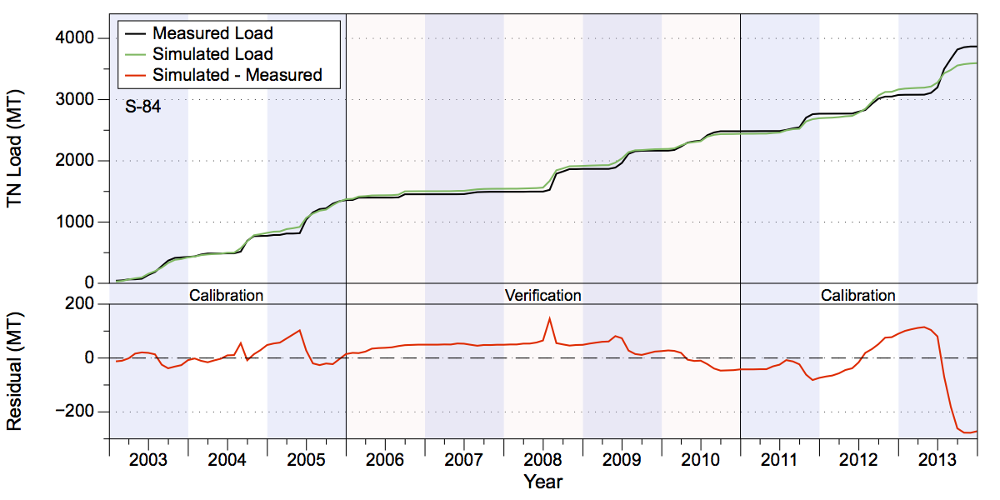 4000
3000
2000
1000
0
TN Load (MT)
Measured Load
Simulated Load
Simulated - Measured
S-84
Calibration
Verification
Calibration
200
0
−200
Residual (MT)
2003 2004 2005 2006 2007 2008 2009 2010 2011 2012 2013
Year